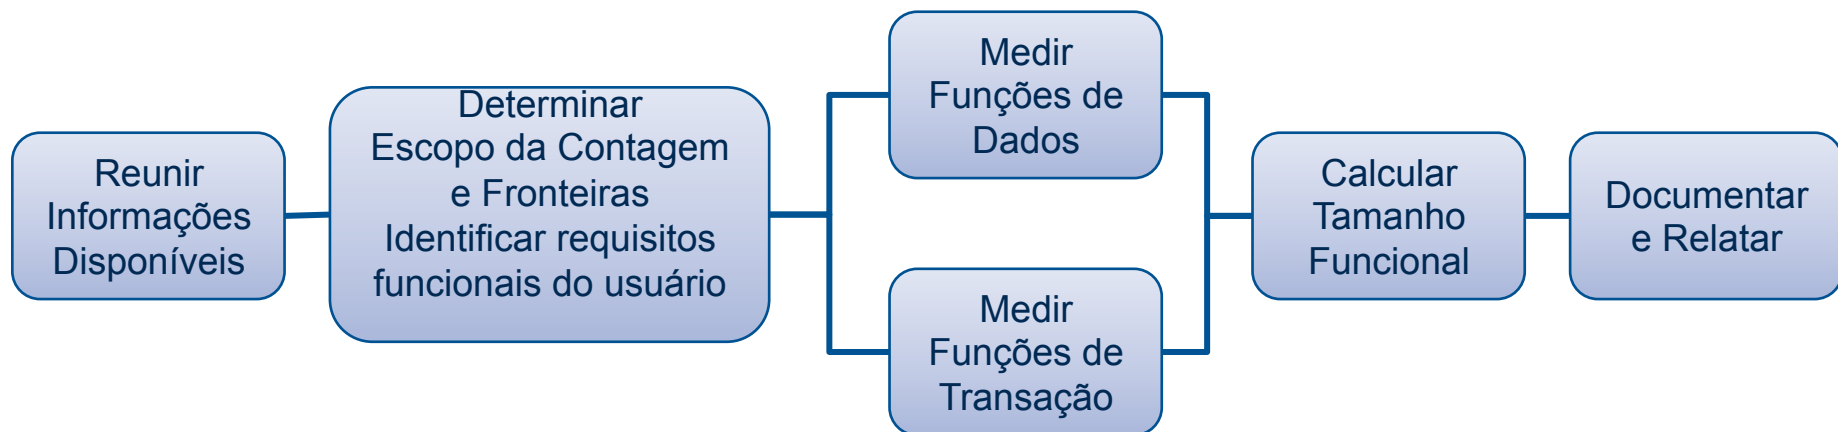 Reunir
Informações
Disponíveis
Determinar
Escopo da Contagem
e Fronteiras
Identificar requisitos
funcionais do usuário
Medir
Funções de
Dados
Medir
Funções de
Transação
Calcular
Tamanho
Funcional
Documentar
e Relatar